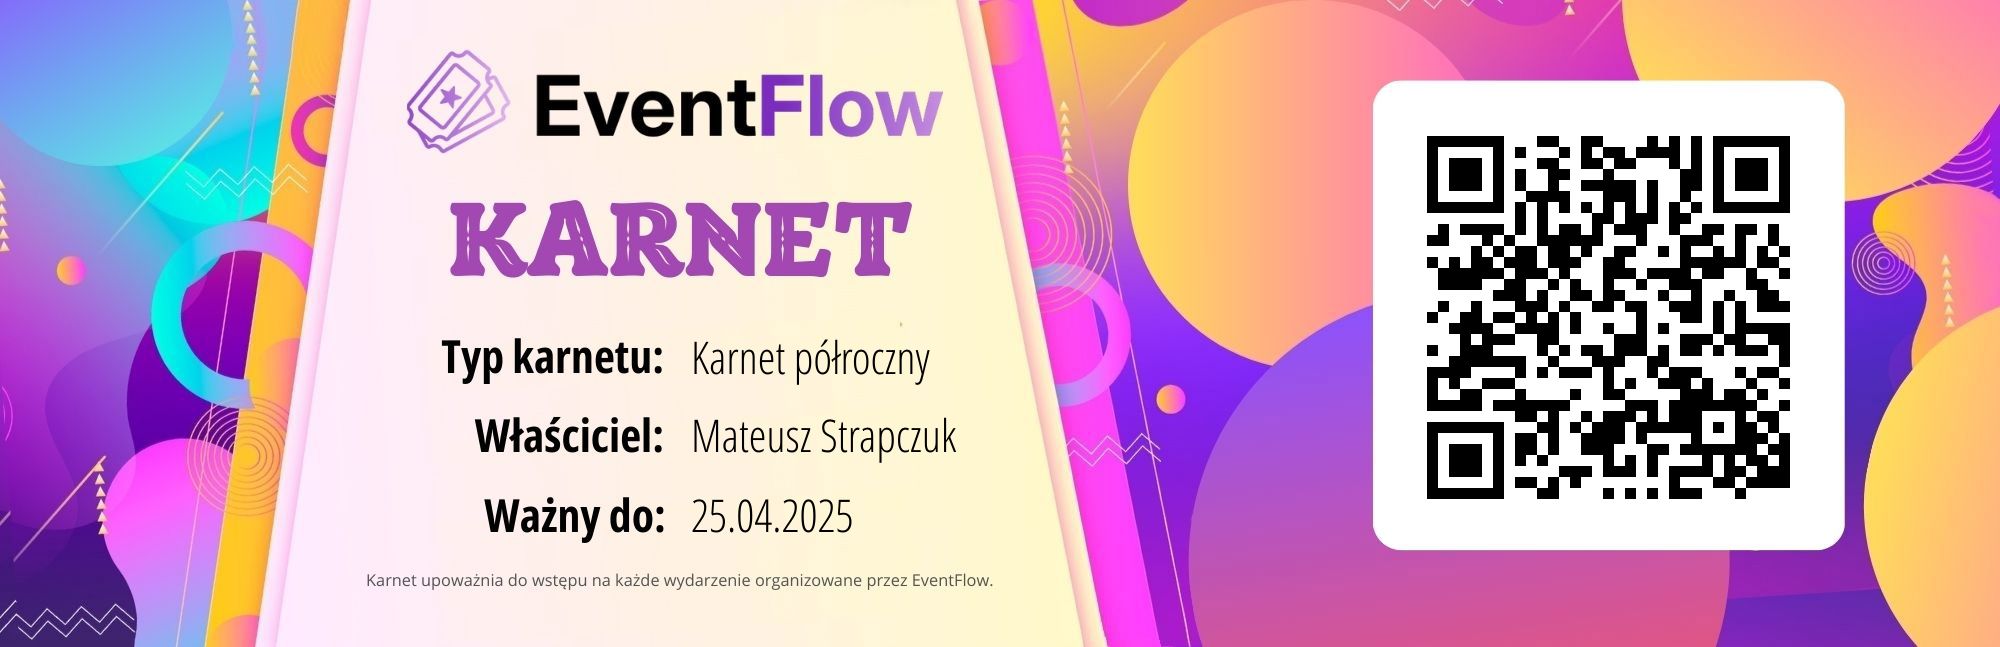 EventFlow
KARNET
Typ karnetu: Karnet półroczny
Właściciel: Mateusz Strapczuk
Ważny do: 25.04.2025
Karnet upoważnia do wstępu na każde wydarzenie organizowane przez EventFlow.